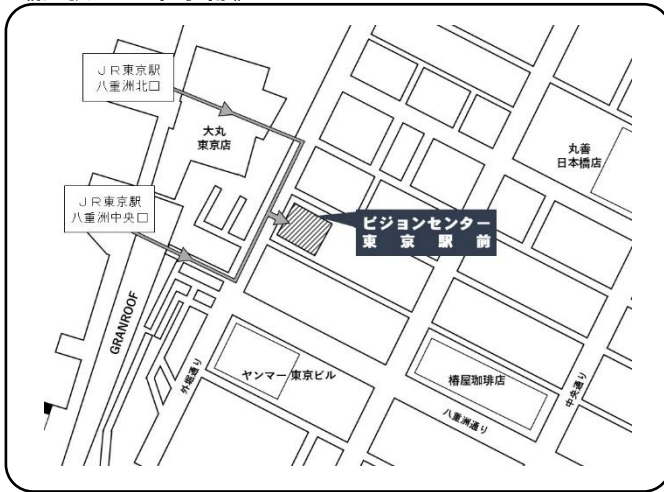 JR東京駅
八重洲北口
大丸
東京店
丸善
日本橋店
JR東京駅
八重洲中央口
ビジョンセンター
東京駅前
GRANROOF
外堀通り
ヤンマー東京ビル
椿屋珈琲店
中央通り
八重洲通り